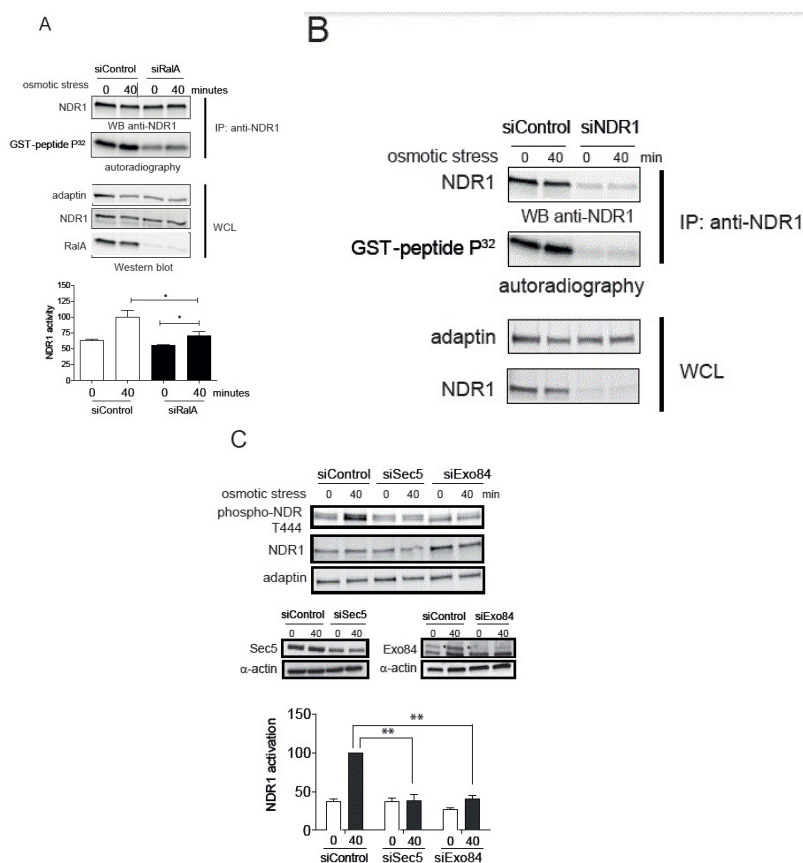 A
siControl siRalA
osmotic stress 0 40 0 40 minutes
NDR1
WB anti-NDR1
IP: anti-NDR1
GST-peptide P32
autoradiography
adaptin
NDR1
WCL
RalA
Western blot
NDR1 activity
150
125
100
75
50
25
0
*
*
0 40 0 40 minutes
siControl siRalA
B
siControl siNDR1
osmotic stress 0 40 0 40 min
NDR1
WB anti-NDR1
IP: anti-NDR1
GST-peptide P32
autoradiography
adaptin
WCL
NDR1
C
siControl siSec5 siExo84
osmotic stress 0 40 0 40 0 40 min
phospho-NDR
T444
NDR1
adaptin
siControl siSec5
0 40 0 40
Sec5
α-actin
siControl siExo84
0 40 0 40
Exo84 * *
α-actin
NDR1 activation
150
100
50
0
**
**
0 40 0 40 0 40
siControl siSec5 siExo84